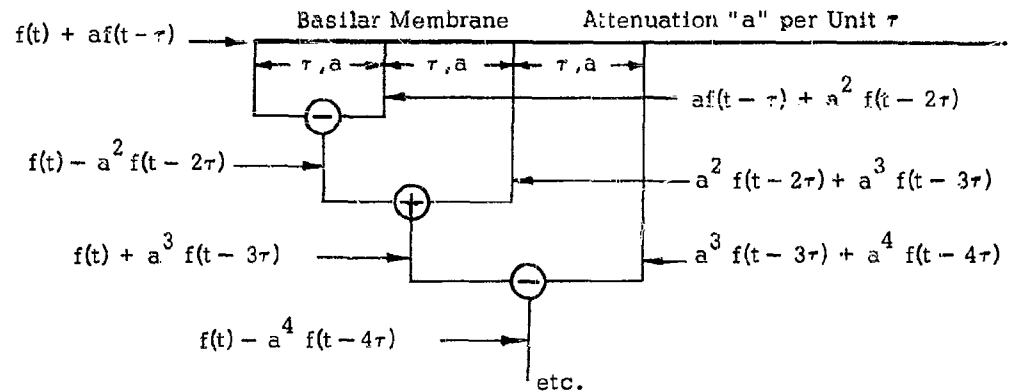 Basilar Membrane Attenuation "a" per Unit τ
f(t) + af(t - τ)
τ, a τ, a τ, a
−
af(t - τ) + a² f(t - 2τ)
f(t) - a² f(t - 2τ)
a² f(t - 2τ) + a³ f(t - 3τ)
+
f(t) + a³ f(t - 3τ)
a³ f(t - 3τ) + a⁴ f(t - 4τ)
−
f(t) - a⁴ f(t - 4τ)
etc.